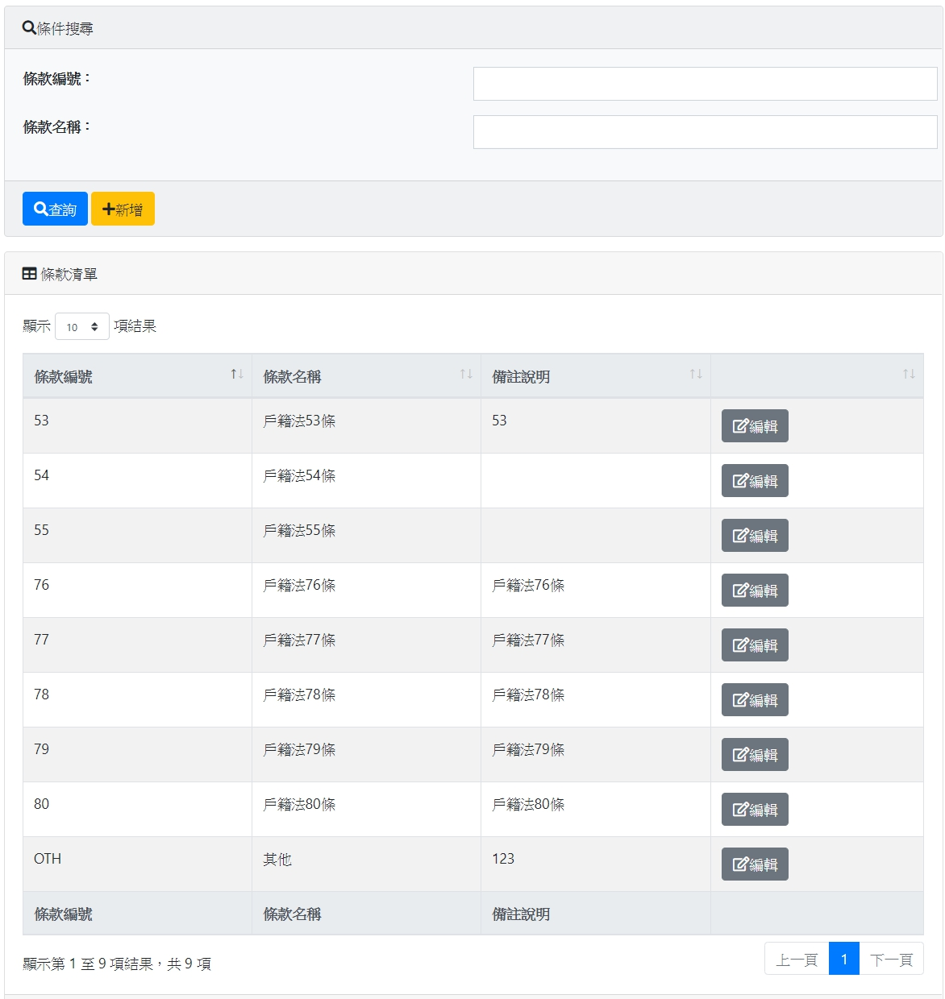 條件搜尋
條款編號：
條款名稱：
查詢 新增
條款清單
顯示 10 項結果
條款編號 條款名稱 備註說明
53 戶籍法53條 53 編輯
54 戶籍法54條 編輯
55 戶籍法55條 編輯
76 戶籍法76條 戶籍法76條 編輯
77 戶籍法77條 戶籍法77條 編輯
78 戶籍法78條 戶籍法78條 編輯
79 戶籍法79條 戶籍法79條 編輯
80 戶籍法80條 戶籍法80條 編輯
OTH 其他 123 編輯
條款編號 條款名稱 備註說明
顯示第 1 至 9 項結果，共 9 項 上一頁 1 下一頁